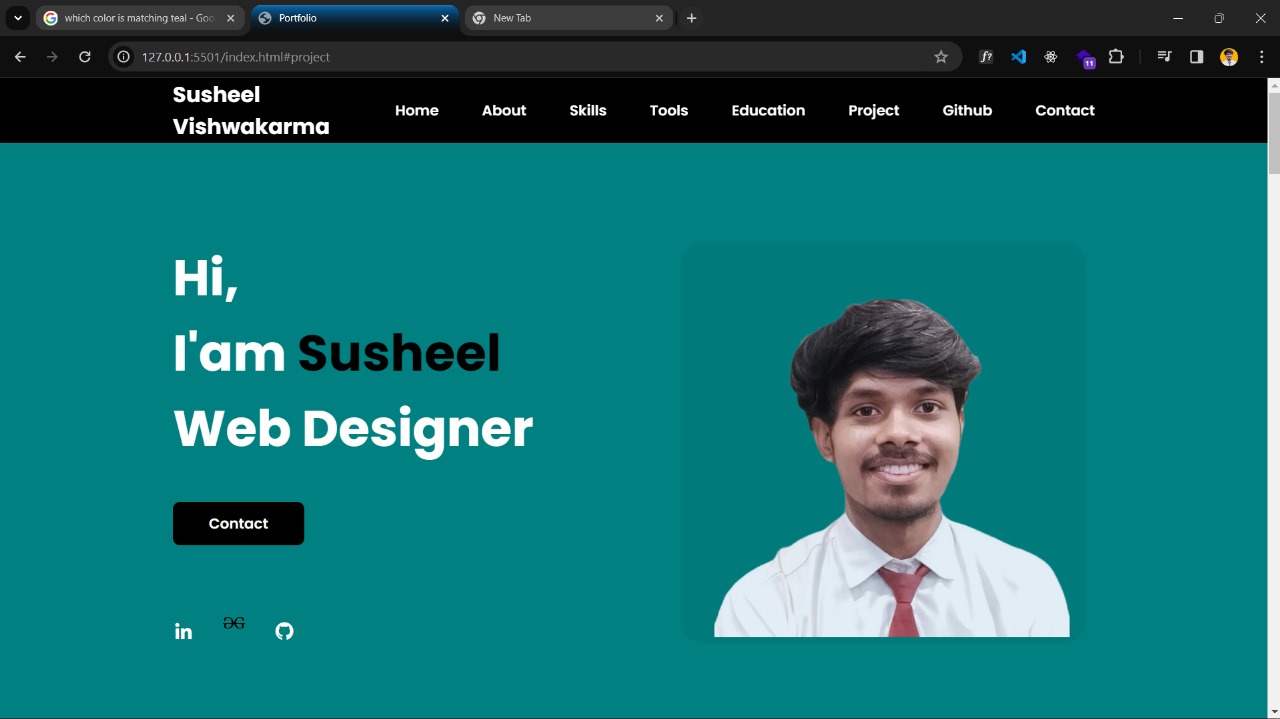 which color is matching teal - Goo
Portfolio
New Tab
127.0.0.1:5501/index.html#project
f?
11
Susheel
Vishwakarma
Home
About
Skills
Tools
Education
Project
Github
Contact
Hi,
I'am Susheel
Web Designer
Contact
in